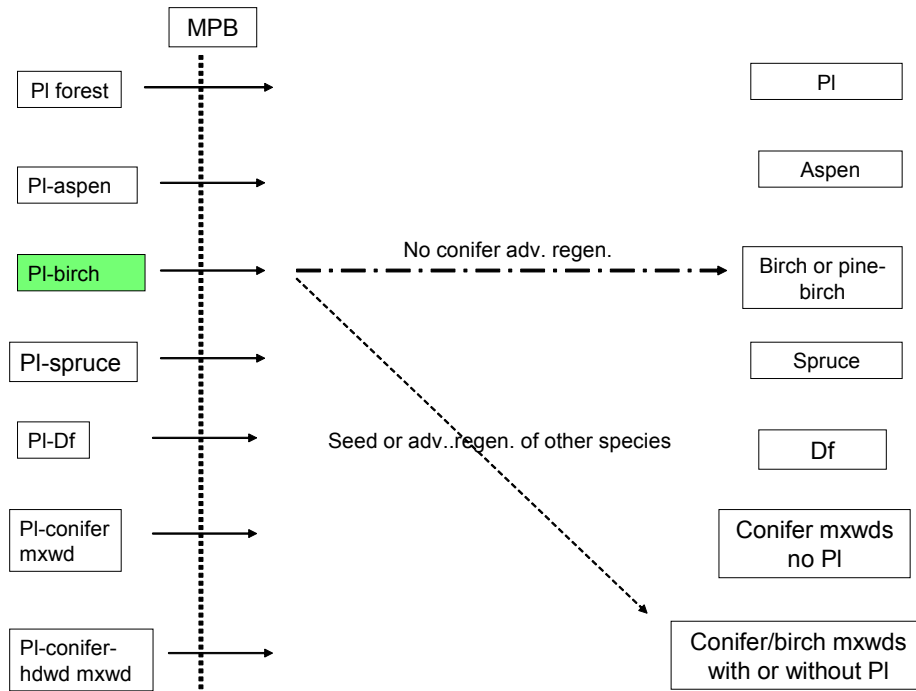 MPB
Pl forest
Pl
Pl-aspen
Aspen
No conifer adv. regen.
Pl-birch
Birch or pine-
birch
Pl-spruce
Spruce
Pl-Df
Seed or adv..regen. of other species
Df
Pl-conifer
mxwd
Conifer mxwds
no Pl
Pl-conifer-
hdwd mxwd
Conifer/birch mxwds
with or without Pl